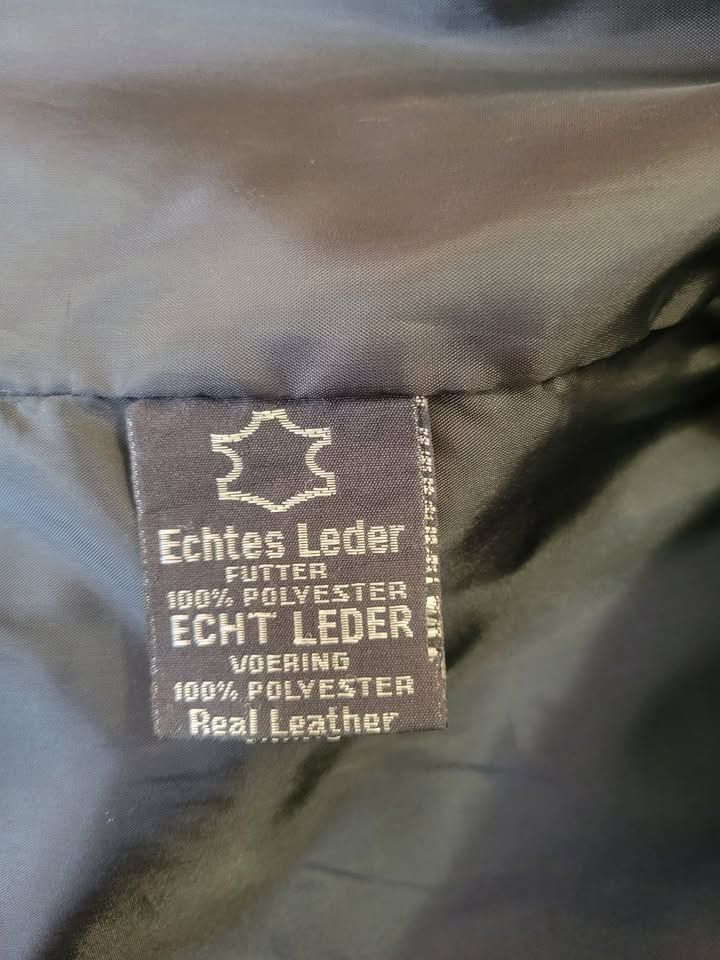 Echtes Leder
FUTTER
100% POLYESTER
ECHT LEDER
VOERING
100% POLYESTER
Real Leather